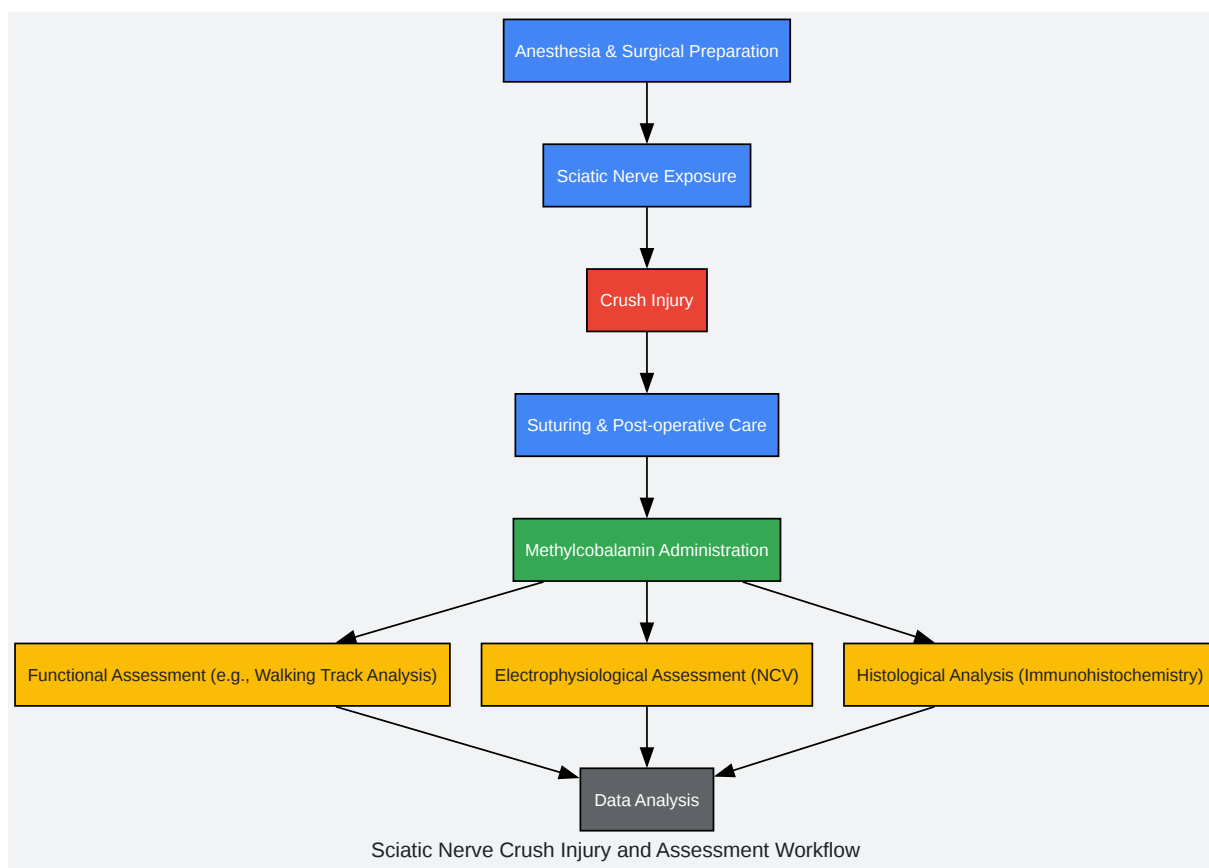 Anesthesia & Surgical Preparation
Sciatic Nerve Exposure
Crush Injury
Suturing & Post-operative Care
Methylcobalamin Administration
Functional Assessment (e.g., Walking Track Analysis)
Electrophysiological Assessment (NCV)
Histological Analysis (Immunohistochemistry)
Data Analysis
Sciatic Nerve Crush Injury and Assessment Workflow